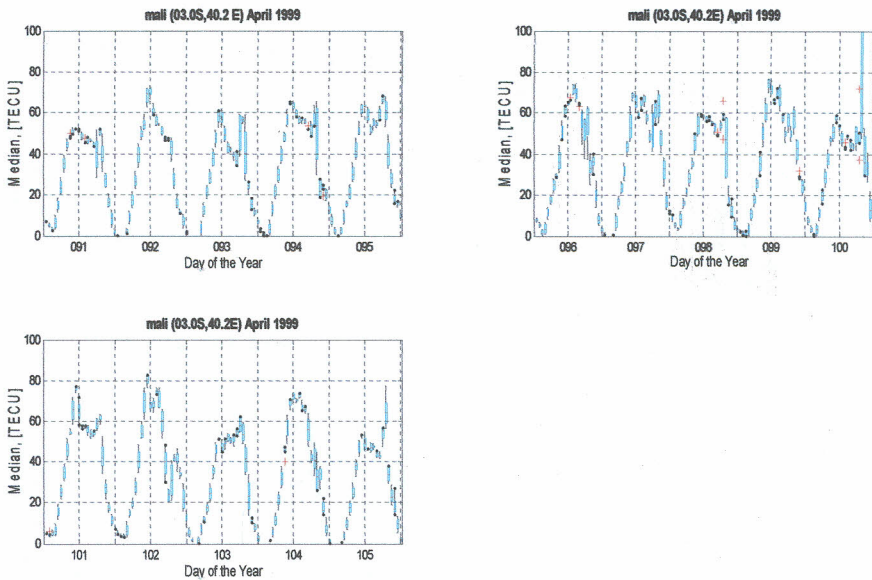 mali (03.0S,40.2 E) April 1999
Median, [TECU]
100
80
60
40
20
0
091 092 093 094 095
Day of the Year
mali (03.0S,40.2E) April 1999
Median, [TECU]
100
80
60
40
20
0
096 097 098 099 100
Day of the Year
mali (03.0S,40.2E) April 1999
Median, [TECU]
100
80
60
40
20
0
101 102 103 104 105
Day of the Year